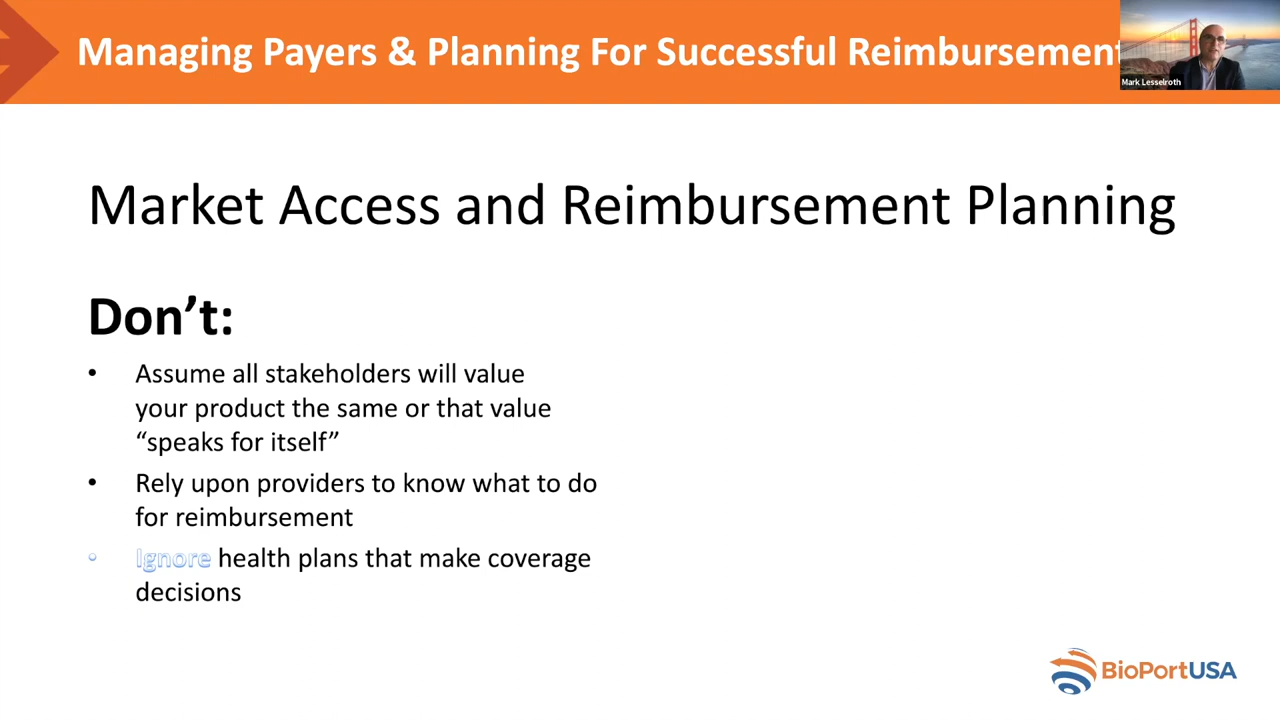 Managing Payers & Planning For Successful Reimbursement
Mark Lesselroth
Market Access and Reimbursement Planning
Don’t:
• Assume all stakeholders will value
your product the same or that value
“speaks for itself”
• Rely upon providers to know what to do
for reimbursement
• Ignore health plans that make coverage
decisions
BioPortUSA